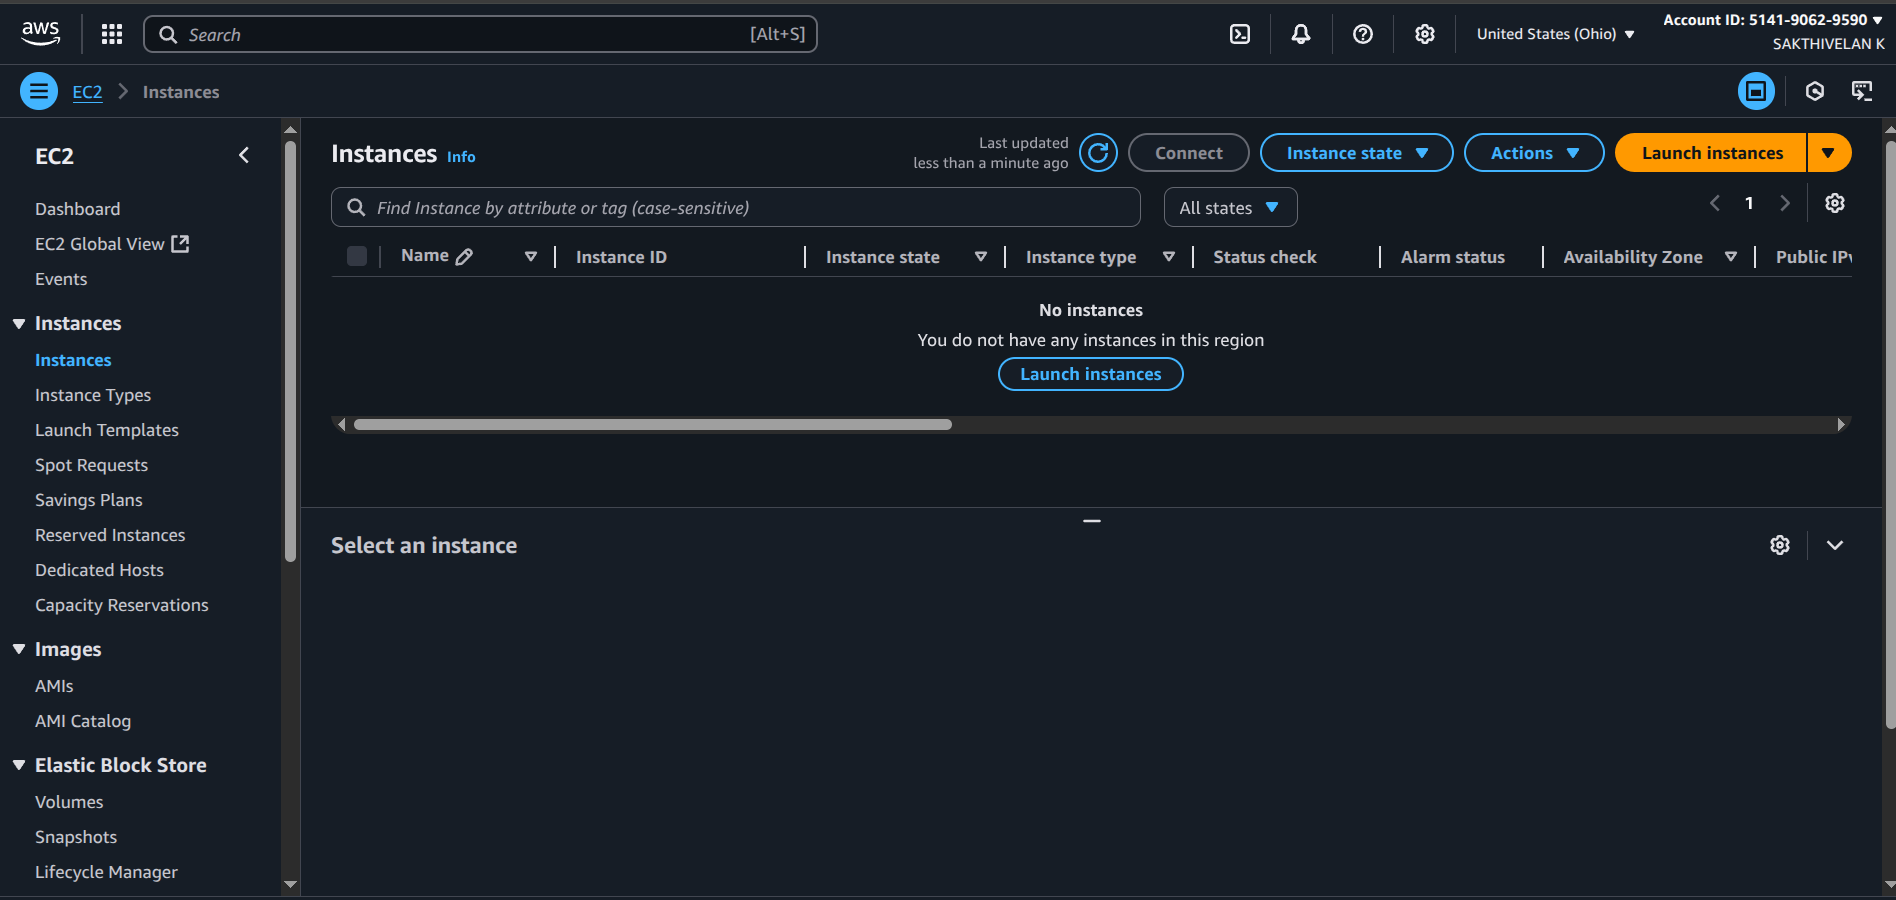 aws
Search [Alt+S]
United States (Ohio)
Account ID: 5141-9062-9590
SAKTHIVELAN K
EC2 Instances
EC2
Dashboard
EC2 Global View
Events
Instances
Instances
Instance Types
Launch Templates
Spot Requests
Savings Plans
Reserved Instances
Dedicated Hosts
Capacity Reservations
Images
AMIs
AMI Catalog
Elastic Block Store
Volumes
Snapshots
Lifecycle Manager
Instances Info
Last updated
less than a minute ago
Connect
Instance state
Actions
Launch instances
Find Instance by attribute or tag (case-sensitive)
All states
1
Name Instance ID Instance state Instance type Status check Alarm status Availability Zone Public IPv
No instances
You do not have any instances in this region
Launch instances
Select an instance